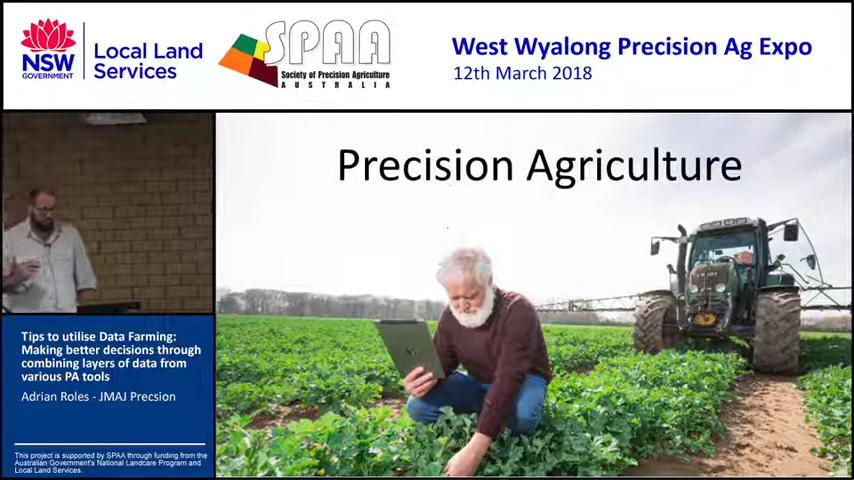 NSW
GOVERNMENT
Local Land
Services
SPAA
Society of Precision Agriculture
AUSTRALIA
West Wyalong Precision Ag Expo
12th March 2018
Precision Agriculture
Tips to utilise Data Farming:
Making better decisions through
combining layers of data from
various PA tools
Adrian Roles - JMAJ Precsion
This project is supported by SPAA through funding from the
Australian Government's National Landcare Program and
Local Land Services.